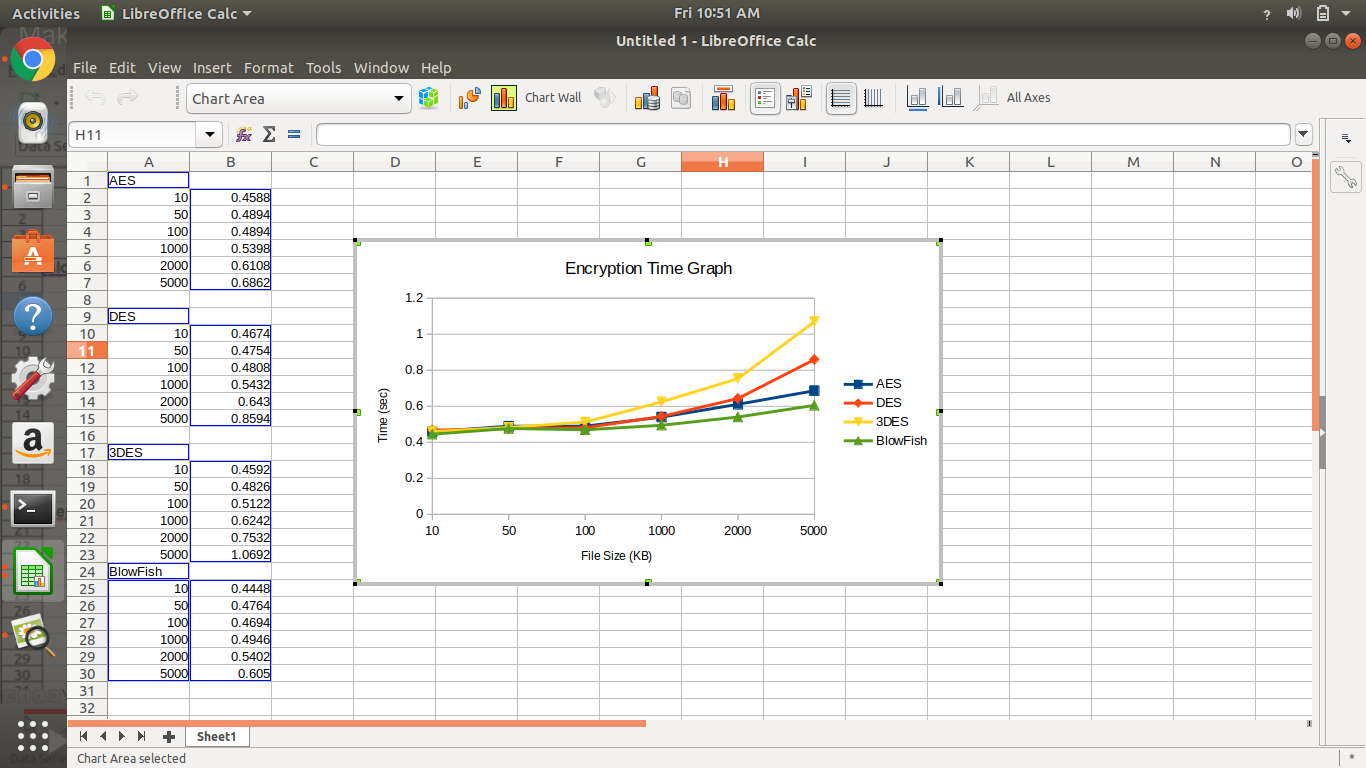 Activities LibreOffice Calc Fri 10:51 AM ?
Untitled 1 - LibreOffice Calc
File Edit View Insert Format Tools Window Help
Chart Area Chart Wall All Axes
H11 fx Σ =
A B C D E F G H I J K L M N O
1 AES
2 10 0.4588
3 50 0.4894
4 100 0.4894
5 1000 0.5398
6 2000 0.6108
7 5000 0.6862
8
9 DES
10 10 0.4674
11 50 0.4754
12 100 0.4808
13 1000 0.5432
14 2000 0.643
15 5000 0.8594
16
17 3DES
18 10 0.4592
19 50 0.4826
20 100 0.5122
21 1000 0.6242
22 2000 0.7532
23 5000 1.0692
24 BlowFish
25 10 0.4448
26 50 0.4764
27 100 0.4694
28 1000 0.4946
29 2000 0.5402
30 5000 0.605
31
32
Encryption Time Graph
1.2
1
0.8
0.6
0.4
0.2
0
Time (sec)
10 50 100 1000 2000 5000
File Size (KB)
AES
DES
3DES
BlowFish
Sheet1
Chart Area selected *